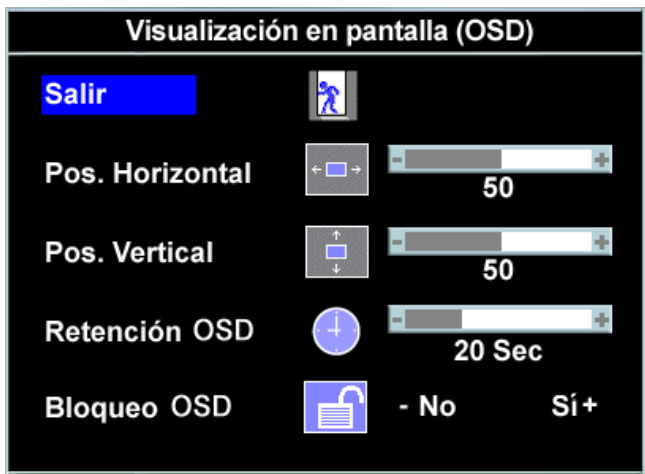 Visualización en pantalla (OSD)
Salir
Pos. Horizontal
- +
50
Pos. Vertical
- +
50
Retención OSD
- +
20 Sec
Bloqueo OSD - No Sí+